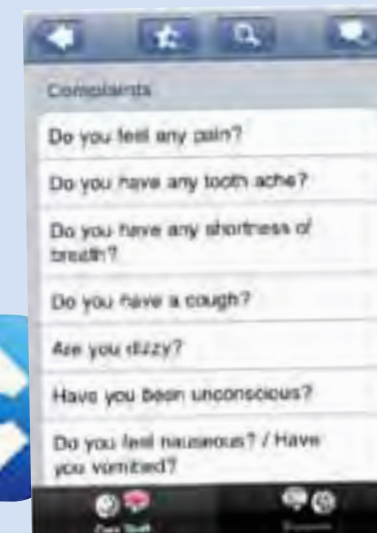 Complaints
Do you feel any pain?
Do you have any tooth ache?
Do you have any shortness of
breath?
Do you have a cough?
Are you dizzy?
Have you been unconscious?
Do you feel nauseous? / Have
you vomited?